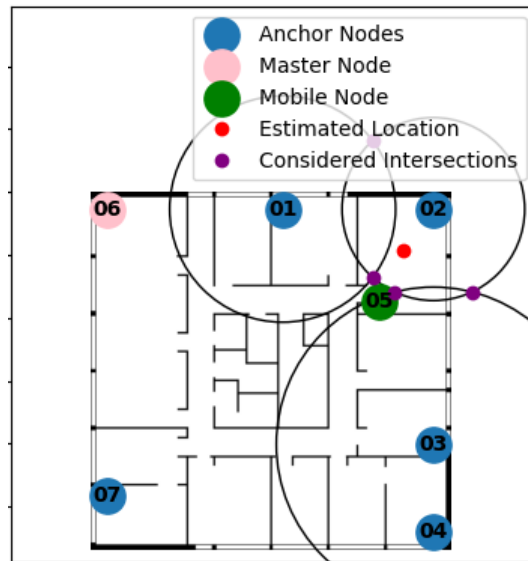 Anchor Nodes
Master Node
Mobile Node
Estimated Location
Considered Intersections
06
01
02
05
03
07
04